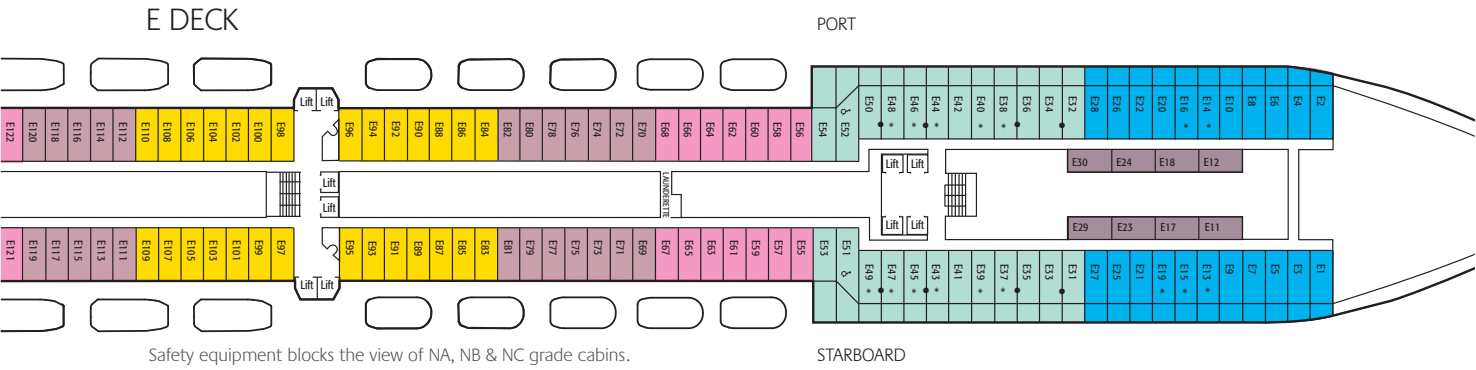 E DECK
PORT
E122 E120 E118 E116 E114 E112 E110 E108 E106 E104 E102 E100 E98 Lift Lift E96 E94 E92 E90 E88 E86 E84 E82 E80 E78 E76 E74 E72 E70 E68 E66 E64 E62 E60 E58 E56 E54 E52 E50 E48 * E46 * E44 * E42 E40 * E38 * E36 E34 E32 E28 E26 E22 E20 E16 * E14 * E10 E8 E6 E4 E2
Lift Lift E30 E24 E18 E12
Lift
LAUNDERETTE
Lift
Lift Lift E29 E23 E17 E11
E121 E119 E117 E115 E113 E111 E109 E107 E105 E103 E101 E99 E97 E95 E93 E91 E89 E87 E85 E83 E81 E79 E77 E75 E73 E71 E69 E67 E65 E63 E61 E59 E57 E55 E53 E51 E49 * E47 * E45 * E43 * E41 E39 * E37 * E35 E33 E31 E27 E25 E21 E19 * E15 * E13 * E9 E7 E5 E3 E1
Lift Lift
Safety equipment blocks the view of NA, NB & NC grade cabins.
STARBOARD